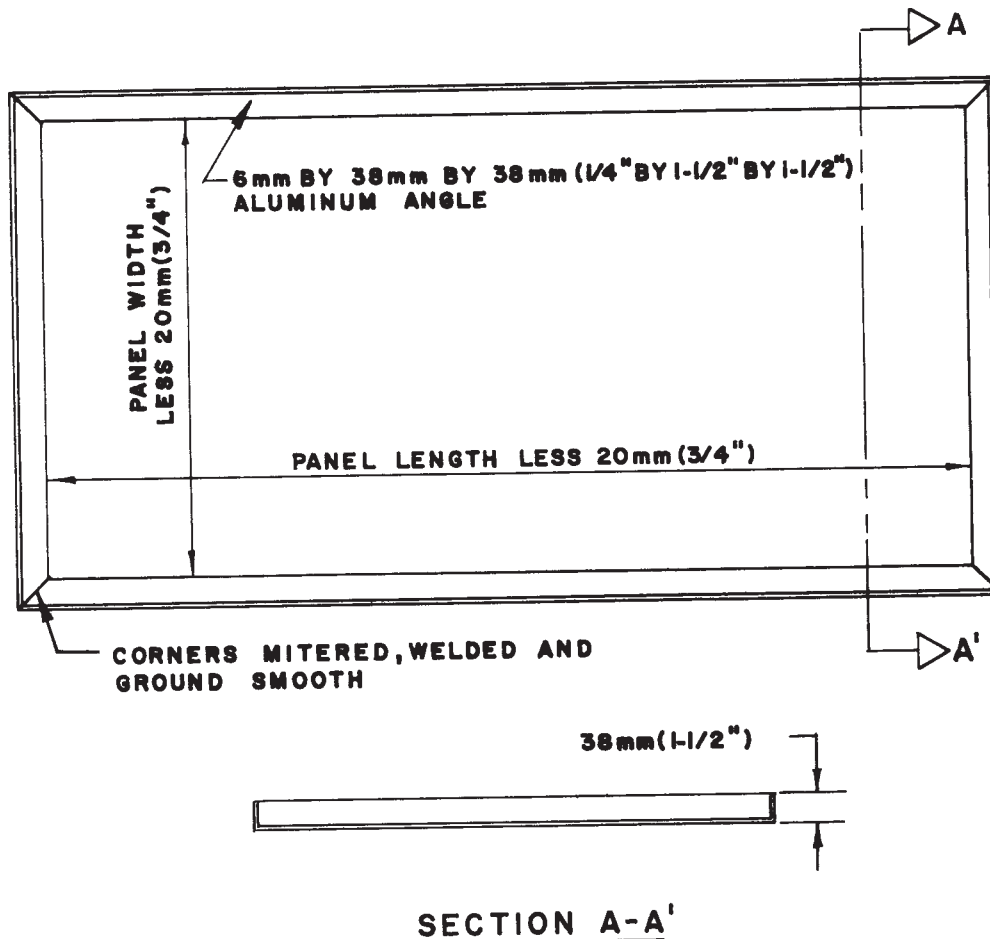 A
6mm BY 38mm BY 38mm (1/4" BY 1-1/2" BY 1-1/2")
ALUMINUM ANGLE
PANEL WIDTH
LESS 20mm (3/4")
PANEL LENGTH LESS 20mm (3/4")
CORNERS MITERED, WELDED AND
GROUND SMOOTH
A'
38mm (1-1/2")
SECTION A-A'